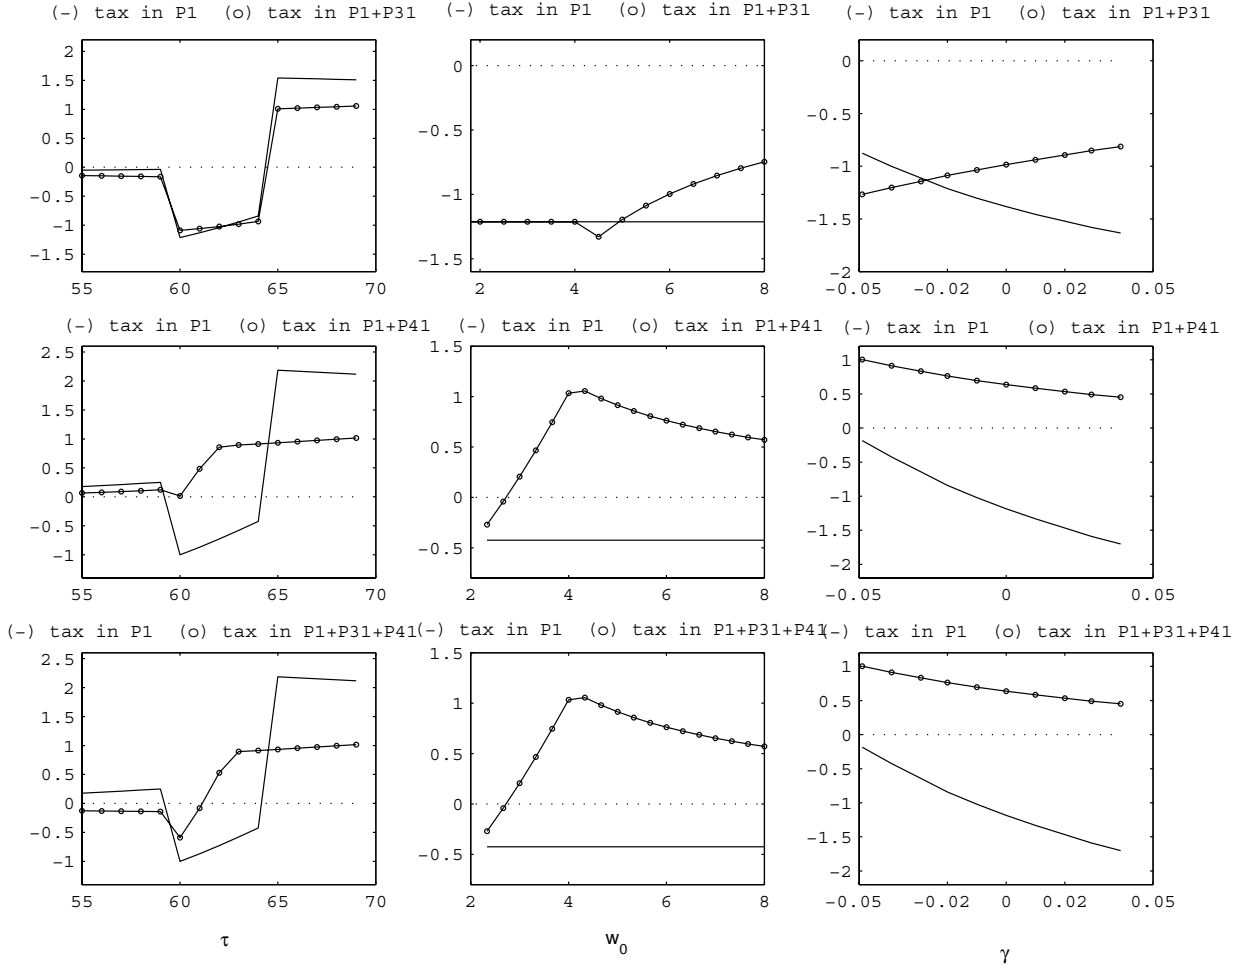 (-) tax in P1 (o) tax in P1+P31
(-) tax in P1 (o) tax in P1+P31
(-) tax in P1 (o) tax in P1+P31
2
1.5
1
0.5
0
-0.5
-1
-1.5
55 60 65 70
0
-0.5
-1
-1.5
2 4 6 8
0
-0.5
-1
-1.5
-2
-0.05 -0.02 0 0.02 0.05
(-) tax in P1 (o) tax in P1+P41
(-) tax in P1 (o) tax in P1+P41
(-) tax in P1 (o) tax in P1+P41
2.5
2
1.5
1
0.5
0
-0.5
-1
55 60 65 70
1.5
1
0.5
0
-0.5
2 4 6 8
1
0.5
0
-0.5
-1
-1.5
-2
-0.05 0 0.05
(-) tax in P1 (o) tax in P1+P31+P41
(-) tax in P1 (o) tax in P1+P31+P41
(-) tax in P1 (o) tax in P1+P31+P41
2.5
2
1.5
1
0.5
0
-0.5
-1
55 60 65 70
τ
1.5
1
0.5
0
-0.5
2 4 6 8
w0
1
0.5
0
-0.5
-1
-1.5
-2
-0.05 -0.02 0 0.02 0.05
γ